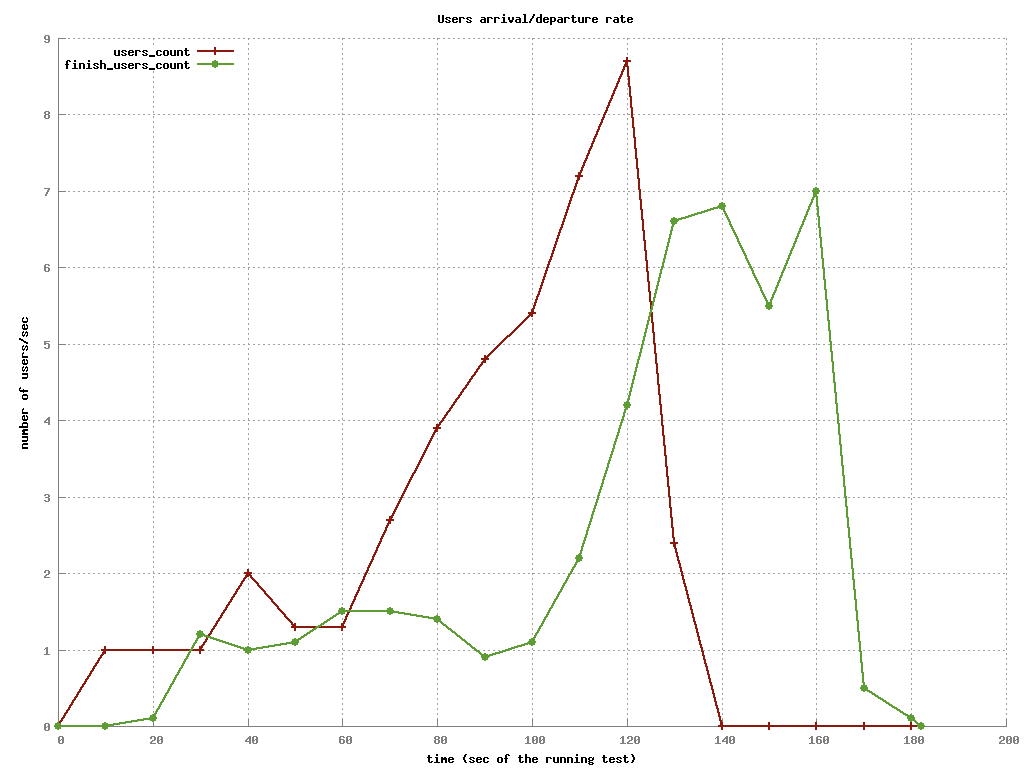 Users arrival/departure rate
users_count
finish_users_count
9
8
7
6
5
4
3
2
1
0
number of users/sec
0 20 40 60 80 100 120 140 160 180 200
time (sec of the running test)